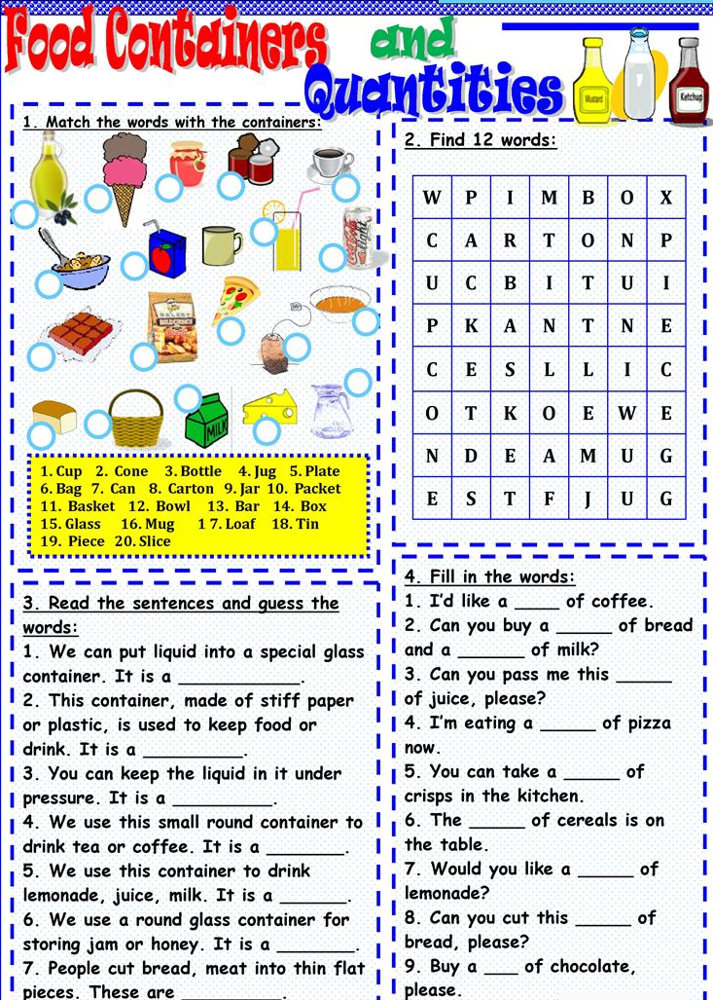 Food Containers and
Quantities
Mustard
Ketchup
1. Match the words with the containers:
MILK
1. Cup 2. Cone 3. Bottle 4. Jug 5. Plate
6. Bag 7. Can 8. Carton 9. Jar 10. Packet
11. Basket 12. Bowl 13. Bar 14. Box
15. Glass 16. Mug 1 7. Loaf 18. Tin
19. Piece 20. Slice
2. Find 12 words:
W P I M B O X
C A R T O N P
U C B I T U I
P K A N T N E
C E S L L I C
O T K O E W E
N D E A M U G
E S T F J U G
3. Read the sentences and guess the
words:
1. We can put liquid into a special glass
container. It is a ____________.
2. This container, made of stiff paper
or plastic, is used to keep food or
drink. It is a __________.
3. You can keep the liquid in it under
pressure. It is a __________.
4. We use this small round container to
drink tea or coffee. It is a ________.
5. We use this container to drink
lemonade, juice, milk. It is a _______.
6. We use a round glass container for
storing jam or honey. It is a ________.
7. People cut bread, meat into thin flat
pieces. These are __________.
4. Fill in the words:
1. I’d like a ____ of coffee.
2. Can you buy a _____ of bread
and a ______ of milk?
3. Can you pass me this _____
of juice, please?
4. I’m eating a _____ of pizza
now.
5. You can take a _____ of
crisps in the kitchen.
6. The _____ of cereals is on
the table.
7. Would you like a _____ of
lemonade?
8. Can you cut this _____ of
bread, please?
9. Buy a ___ of chocolate,
please.